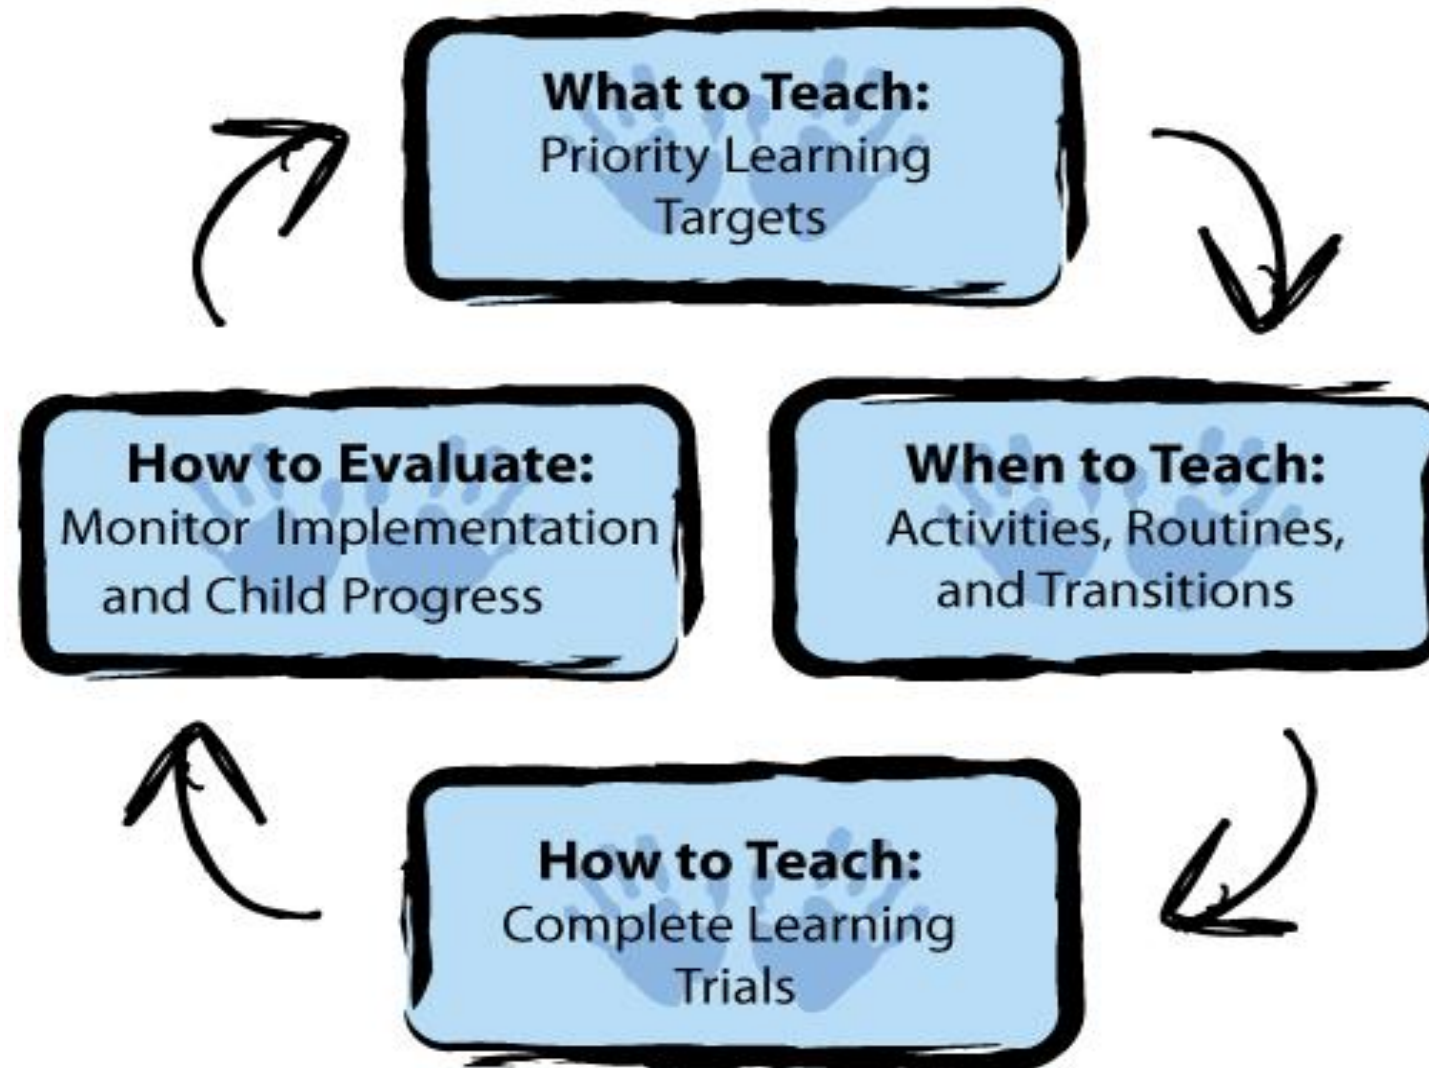 What to Teach:
Priority Learning
Targets
When to Teach:
Activities, Routines,
and Transitions
How to Teach:
Complete Learning
Trials
How to Evaluate:
Monitor Implementation
and Child Progress